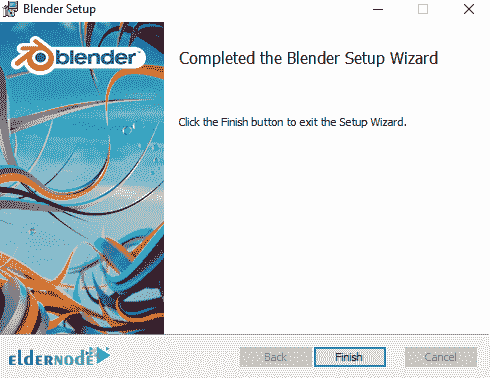 Blender Setup
blender
Completed the Blender Setup Wizard
Click the Finish button to exit the Setup Wizard.
eldernode
Back
Finish
Cancel